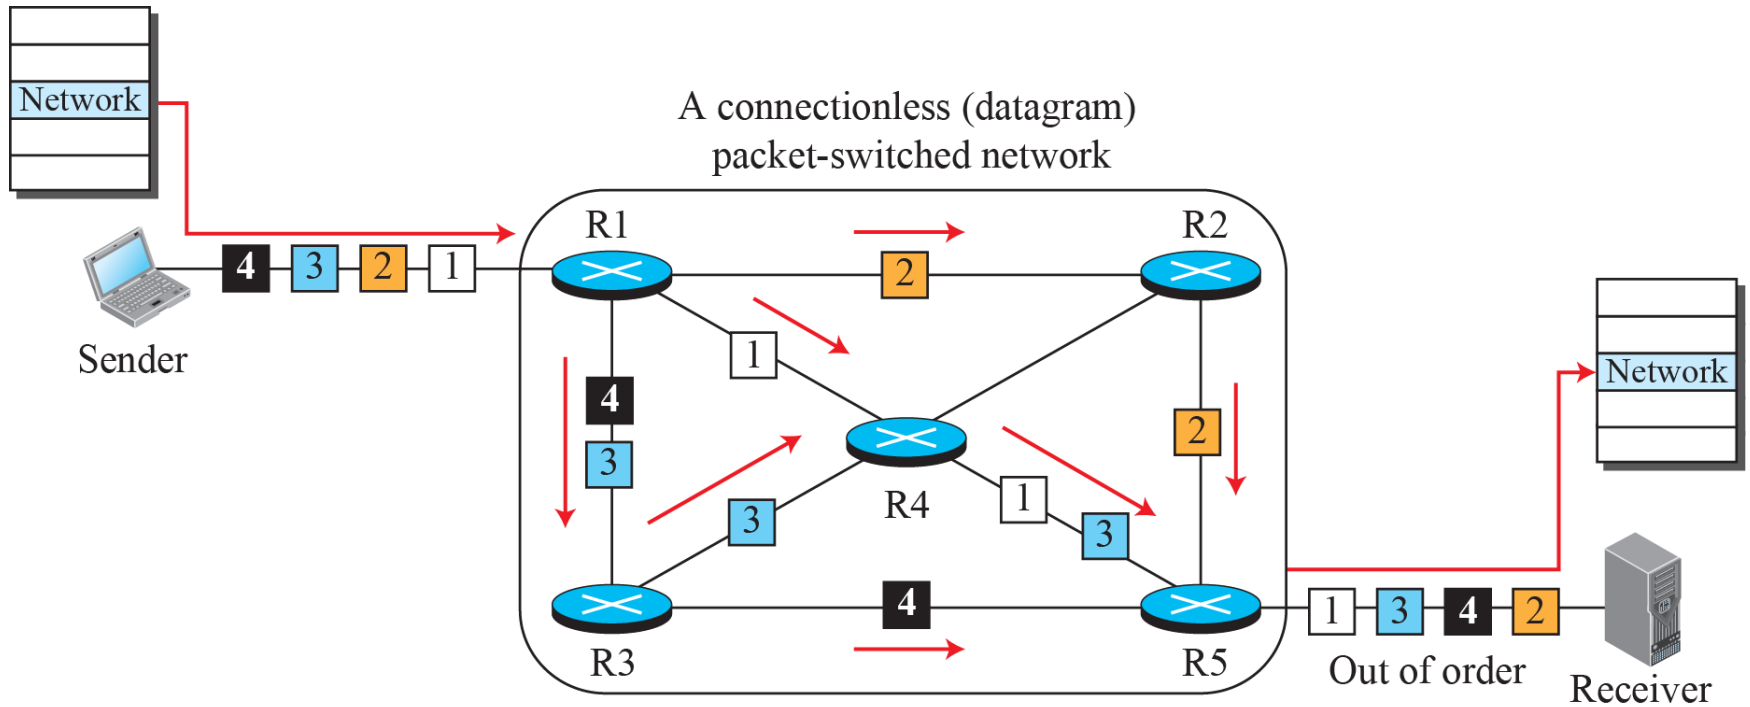 Network
A connectionless (datagram)
packet-switched network
R1
R2
4 3 2 1
2
Sender
1
4
3
2
Network
R4
1
3
3
4
R3
R5
1 3 4 2
Out of order
Receiver